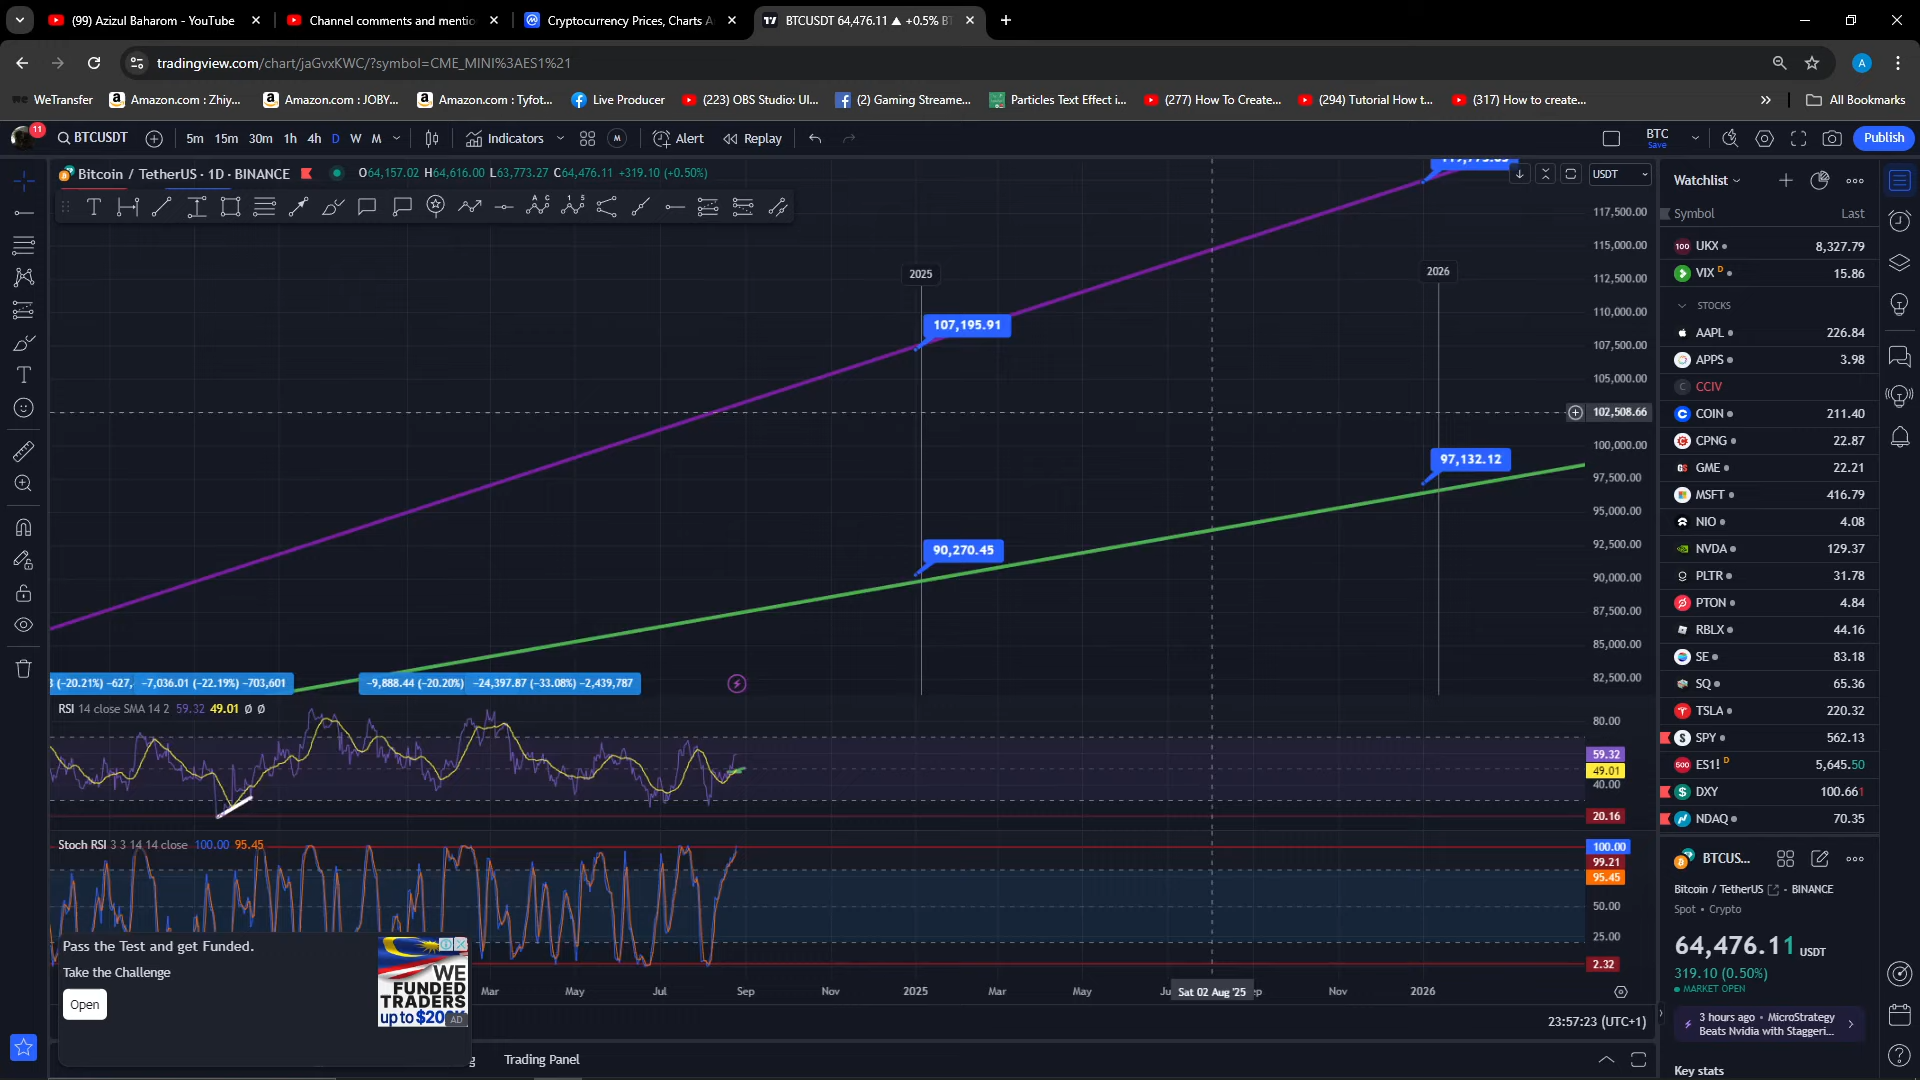 (99) Azizul Baharom - YouTube
Channel comments and mentio
Cryptocurrency Prices, Charts A
BTCUSDT 64,476.11 ▲ +0.5% BT
tradingview.com/chart/jaGvxKWC/?symbol=CME_MINI%3AES1%21
A
WeTransfer
Amazon.com : Zhiy...
Amazon.com : JOBY...
Amazon.com : Tyfot...
Live Producer
(223) OBS Studio: Ul...
(2) Gaming Streame...
Particles Text Effect i...
(277) How To Create...
(294) Tutorial How t...
(317) How to create...
All Bookmarks
11
BTCUSDT
5m 15m 30m 1h 4h D W M
Indicators
M
Alert
Replay
BTC
Save
Publish
Bitcoin / TetherUS · 1D · BINANCE
O64,157.02 H64,616.00 L63,773.27 C64,476.11 +319.10 (+0.50%)
USDT
117,500.00
115,000.00
112,500.00
110,000.00
107,500.00
105,000.00
102,508.66
100,000.00
97,500.00
95,000.00
92,500.00
90,000.00
87,500.00
85,000.00
82,500.00
2025
2026
107,195.91
97,132.12
90,270.45
(−20.21%) −627,
−7,036.01 (−22.19%) −703,601
−9,888.44 (−20.20%)
−24,397.87 (−33.08%) −2,439,787
RSI 14 close SMA 14 2 59.32 49.01 Ø Ø
80.00
59.32
49.01
40.00
20.16
Stoch RSI 3 3 14 14 close 100.00 95.45
100.00
99.21
95.45
50.00
25.00
2.32
Pass the Test and get Funded.
Take the Challenge
Open
WE
FUNDED
TRADERS
up to $200K
AD
Mar May Jul Sep Nov 2025 Mar May Ju Sat 02 Aug '25 ep Nov 2026
23:57:23 (UTC+1)
Trading Panel
Watchlist
Symbol Last
UKX 8,327.79
VIX D 15.86
STOCKS
AAPL 226.84
APPS 3.98
CCIV
COIN 211.40
CPNG 22.87
GME 22.21
MSFT 416.79
NIO 4.08
NVDA 129.37
PLTR 31.78
PTON 4.84
RBLX 44.16
SE 83.18
SQ 65.36
TSLA 220.32
SPY 562.13
ES1! D 5,645.50
DXY 100.661
NDAQ 70.35
BTCUS...
Bitcoin / TetherUS · BINANCE
Spot • Crypto
64,476.11 USDT
319.10 (0.50%)
MARKET OPEN
3 hours ago • MicroStrategy
Beats Nvidia with Staggeri...
Key stats